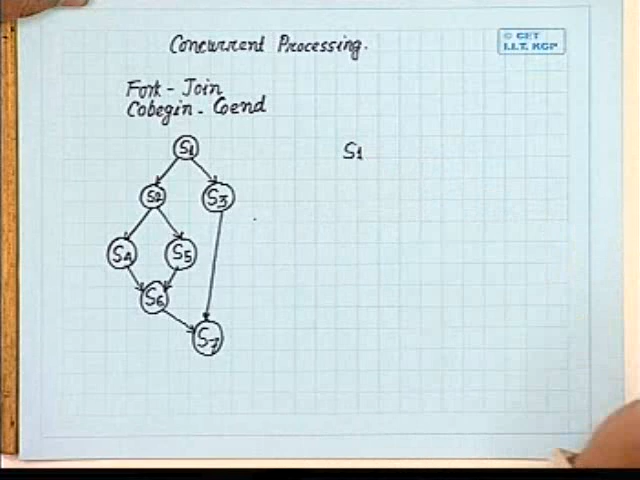 Concurrent Processing.
© CET
I.I.T. KGP
Fork - Join
Cobegin - Coend
S1
S1
S2
S3
S4
S5
S6
S7